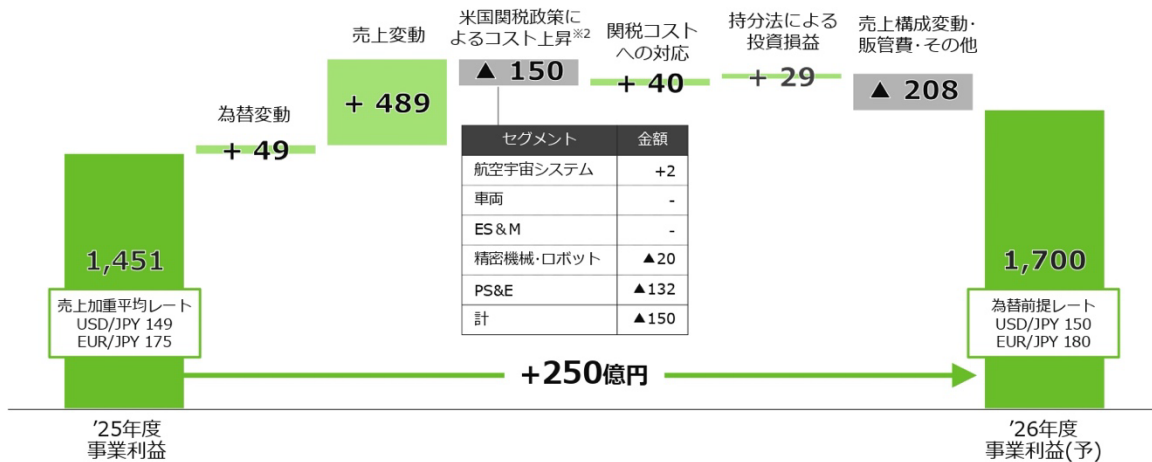 為替変動
+ 49
売上変動
+ 489
米国関税政策に
よるコスト上昇※2
▲ 150
関税コスト
への対応
+ 40
持分法による
投資損益
+ 29
売上構成変動・
販管費・その他
▲ 208
セグメント 金額
航空宇宙システム +2
車両 -
ES&M -
精密機械・ロボット ▲20
PS&E ▲132
計 ▲150
1,451
売上加重平均レート
USD/JPY 149
EUR/JPY 175
1,700
為替前提レート
USD/JPY 150
EUR/JPY 180
+250億円
'25年度
事業利益
'26年度
事業利益(予)